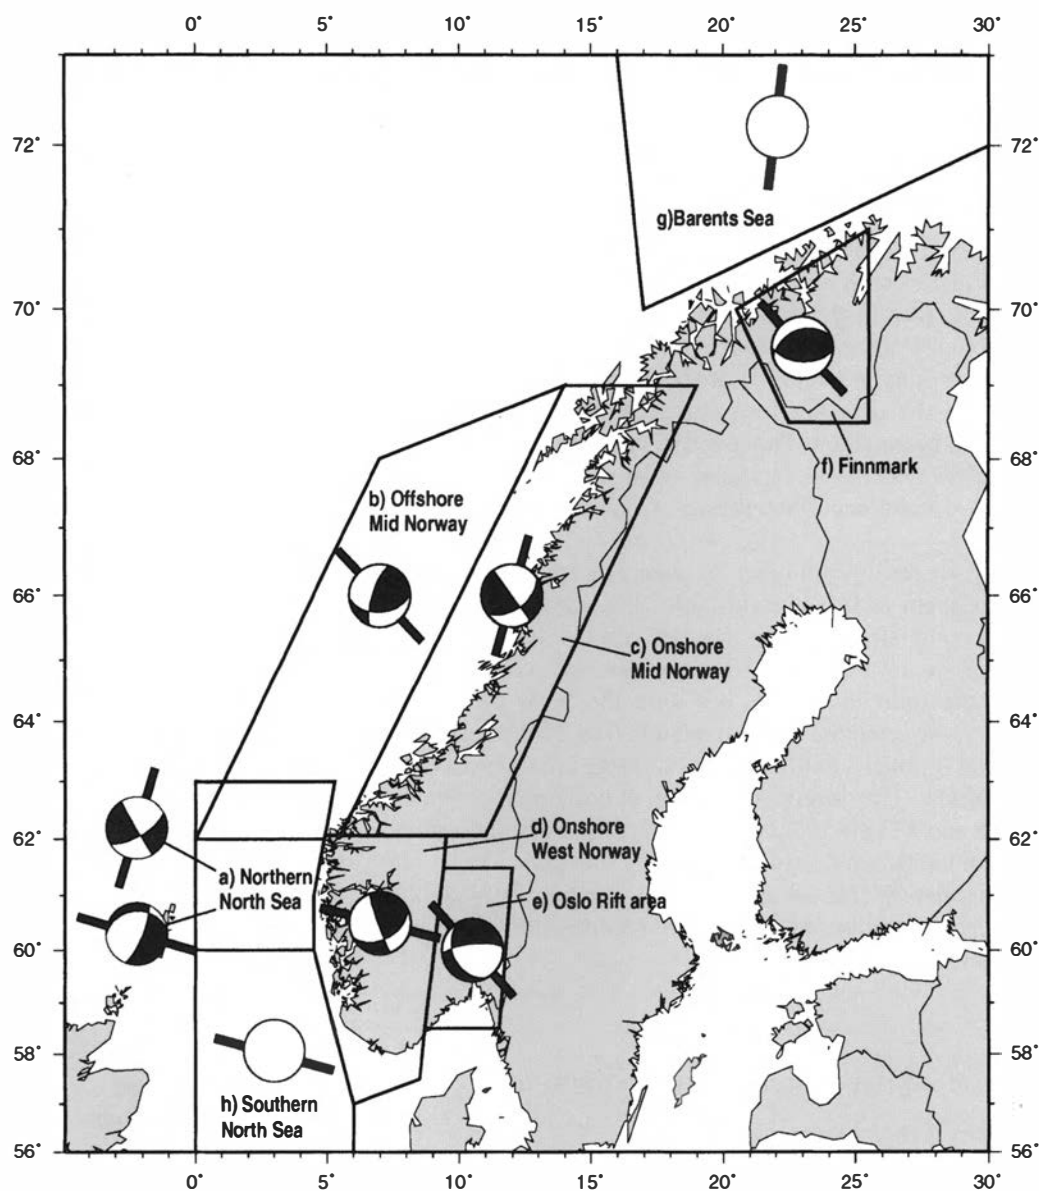 0° 5° 10° 15° 20° 25° 30°
72° 72°
g)Barents Sea
70° 70°
68° 68°
f) Finnmark
b) Offshore
Mid Norway
66° 66°
c) Onshore
Mid Norway
64° 64°
62° 62°
d) Onshore
West Norway
a) Northern
North Sea
e) Oslo Rift area
60° 60°
58° 58°
h) Southern
North Sea
56° 56°
0° 5° 10° 15° 20° 25° 30°